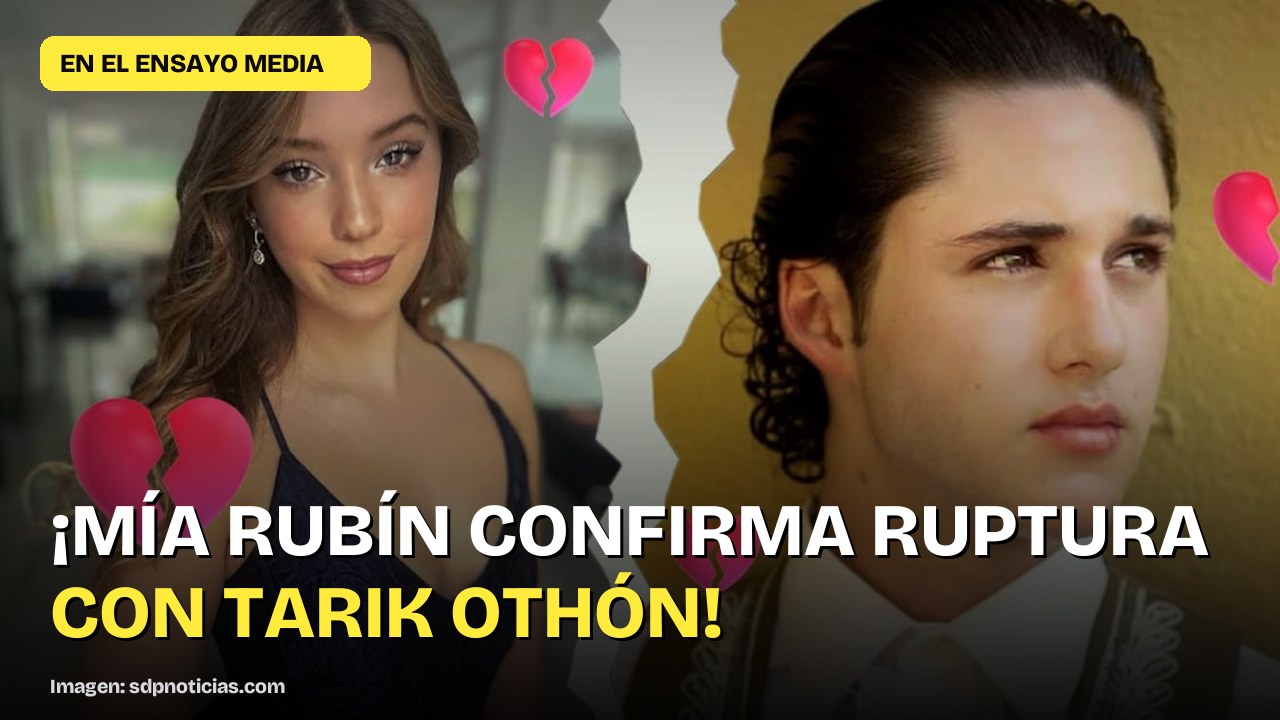 EN EL ENSAYO MEDIA
¡MÍA RUBÍN CONFIRMA RUPTURA
CON TARIK OTHÓN!
Imagen: sdpnoticias.com